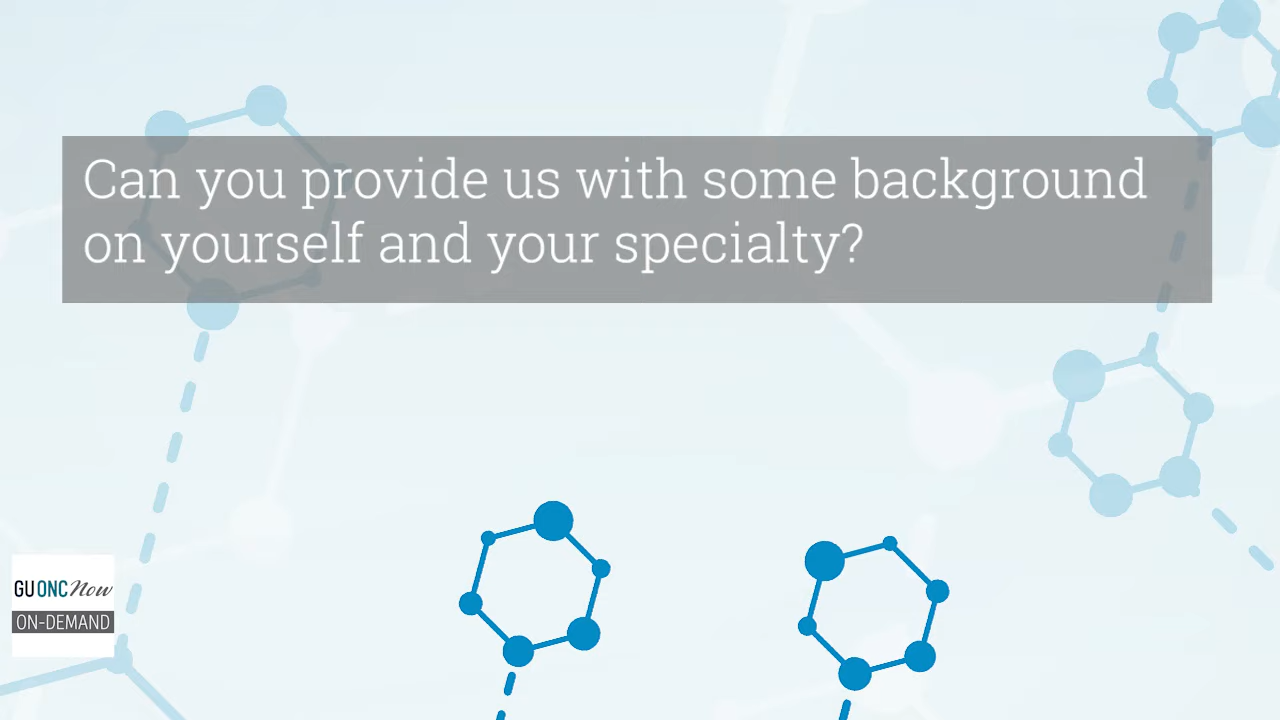 Can you provide us with some background
on yourself and your specialty?
GU ONC Now
ON-DEMAND